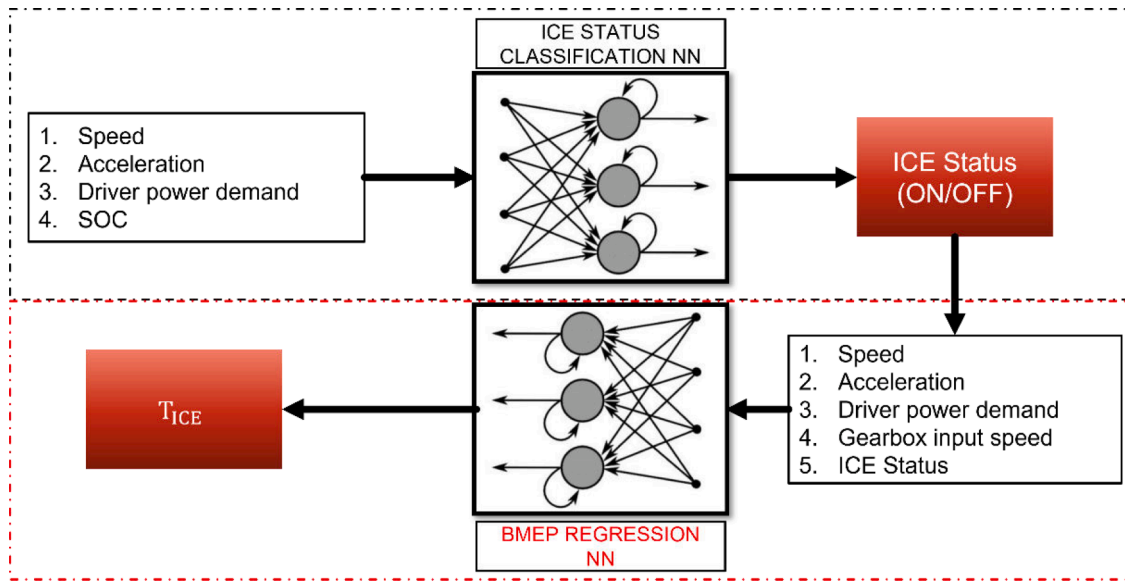 ICE STATUS
CLASSIFICATION NN
1. Speed
2. Acceleration
3. Driver power demand
4. SOC
ICE Status
(ON/OFF)
1. Speed
2. Acceleration
3. Driver power demand
4. Gearbox input speed
5. ICE Status
T_ICE
BMEP REGRESSION
NN